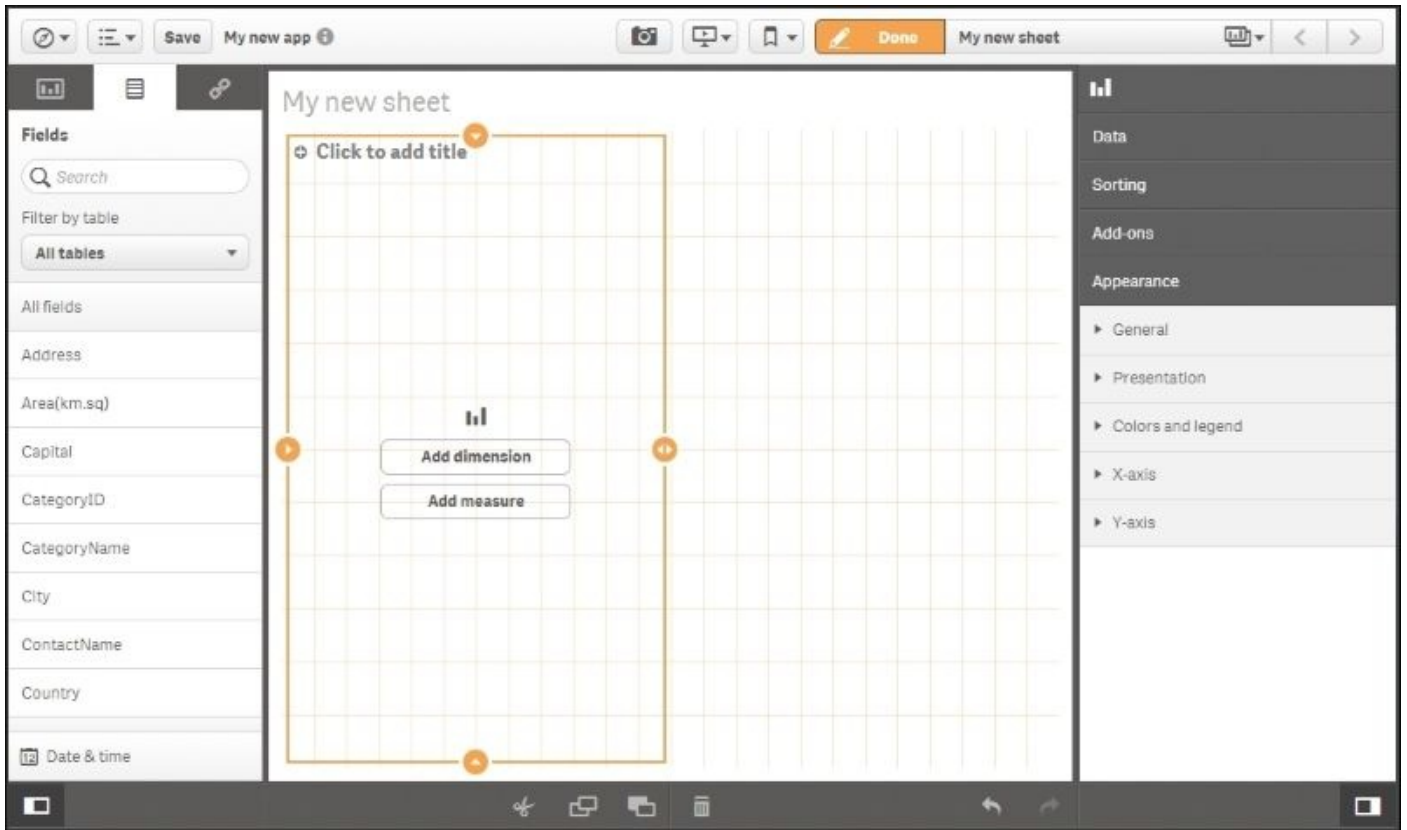 Save My new app
Done My new sheet
Fields
Search
Filter by table
All tables
All fields
Address
Area(km.sq)
Capital
CategoryID
CategoryName
City
ContactName
Country
12 Date & time
My new sheet
Click to add title
Add dimension
Add measure
Data
Sorting
Add-ons
Appearance
General
Presentation
Colors and legend
X-axis
Y-axis